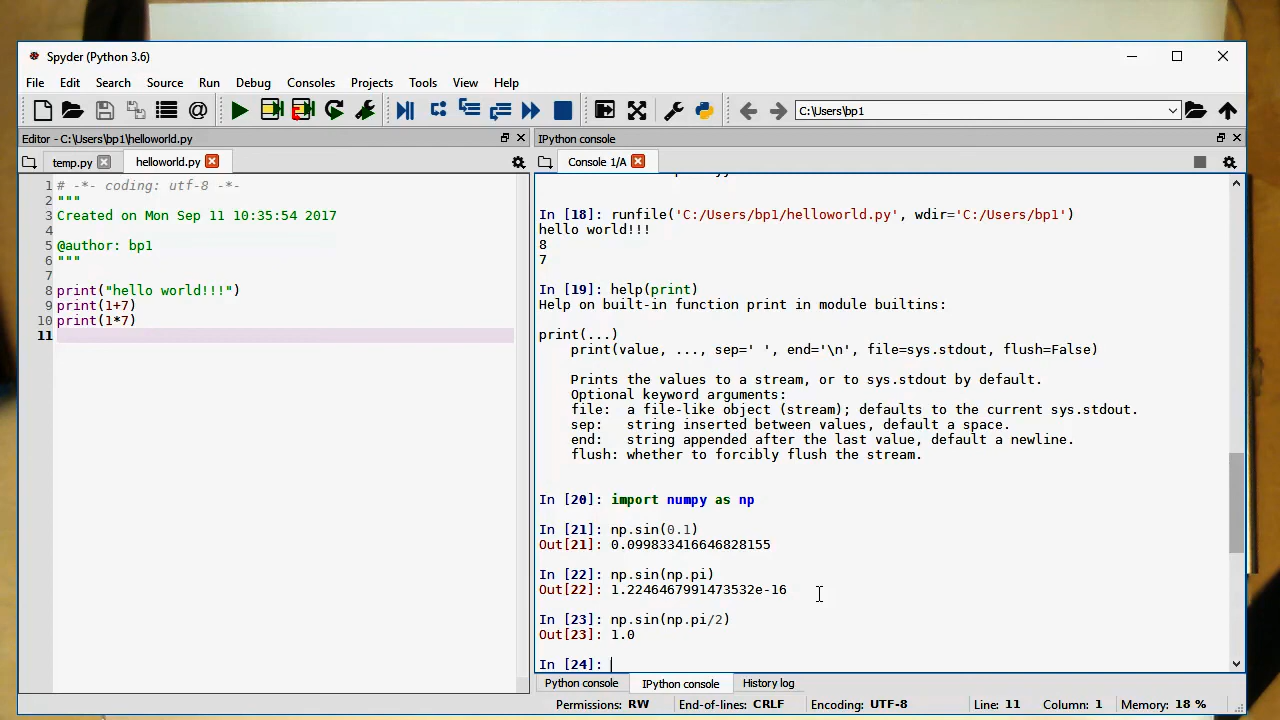 Spyder (Python 3.6)
File Edit Search Source Run Debug Consoles Projects Tools View Help
C:\Users\bp1
Editor - C:\Users\bp1\helloworld.py
temp.py helloworld.py
1 # -*- coding: utf-8 -*-
2 """
3 Created on Mon Sep 11 10:35:54 2017
4
5 @author: bp1
6 """
7
8 print("hello world!!!")
9 print(1+7)
10 print(1*7)
11
IPython console
Console 1/A
In [18]: runfile('C:/Users/bp1/helloworld.py', wdir='C:/Users/bp1')
hello world!!!
8
7
In [19]: help(print)
Help on built-in function print in module builtins:
print(...)
print(value, ..., sep=' ', end='\n', file=sys.stdout, flush=False)
Prints the values to a stream, or to sys.stdout by default.
Optional keyword arguments:
file:  a file-like object (stream); defaults to the current sys.stdout.
sep:   string inserted between values, default a space.
end:   string appended after the last value, default a newline.
flush: whether to forcibly flush the stream.
In [20]: import numpy as np
In [21]: np.sin(0.1)
Out[21]: 0.099833416646828155
In [22]: np.sin(np.pi)
Out[22]: 1.2246467991473532e-16
In [23]: np.sin(np.pi/2)
Out[23]: 1.0
In [24]:
Python console IPython console History log
Permissions: RW End-of-lines: CRLF Encoding: UTF-8 Line: 11 Column: 1 Memory: 18 %